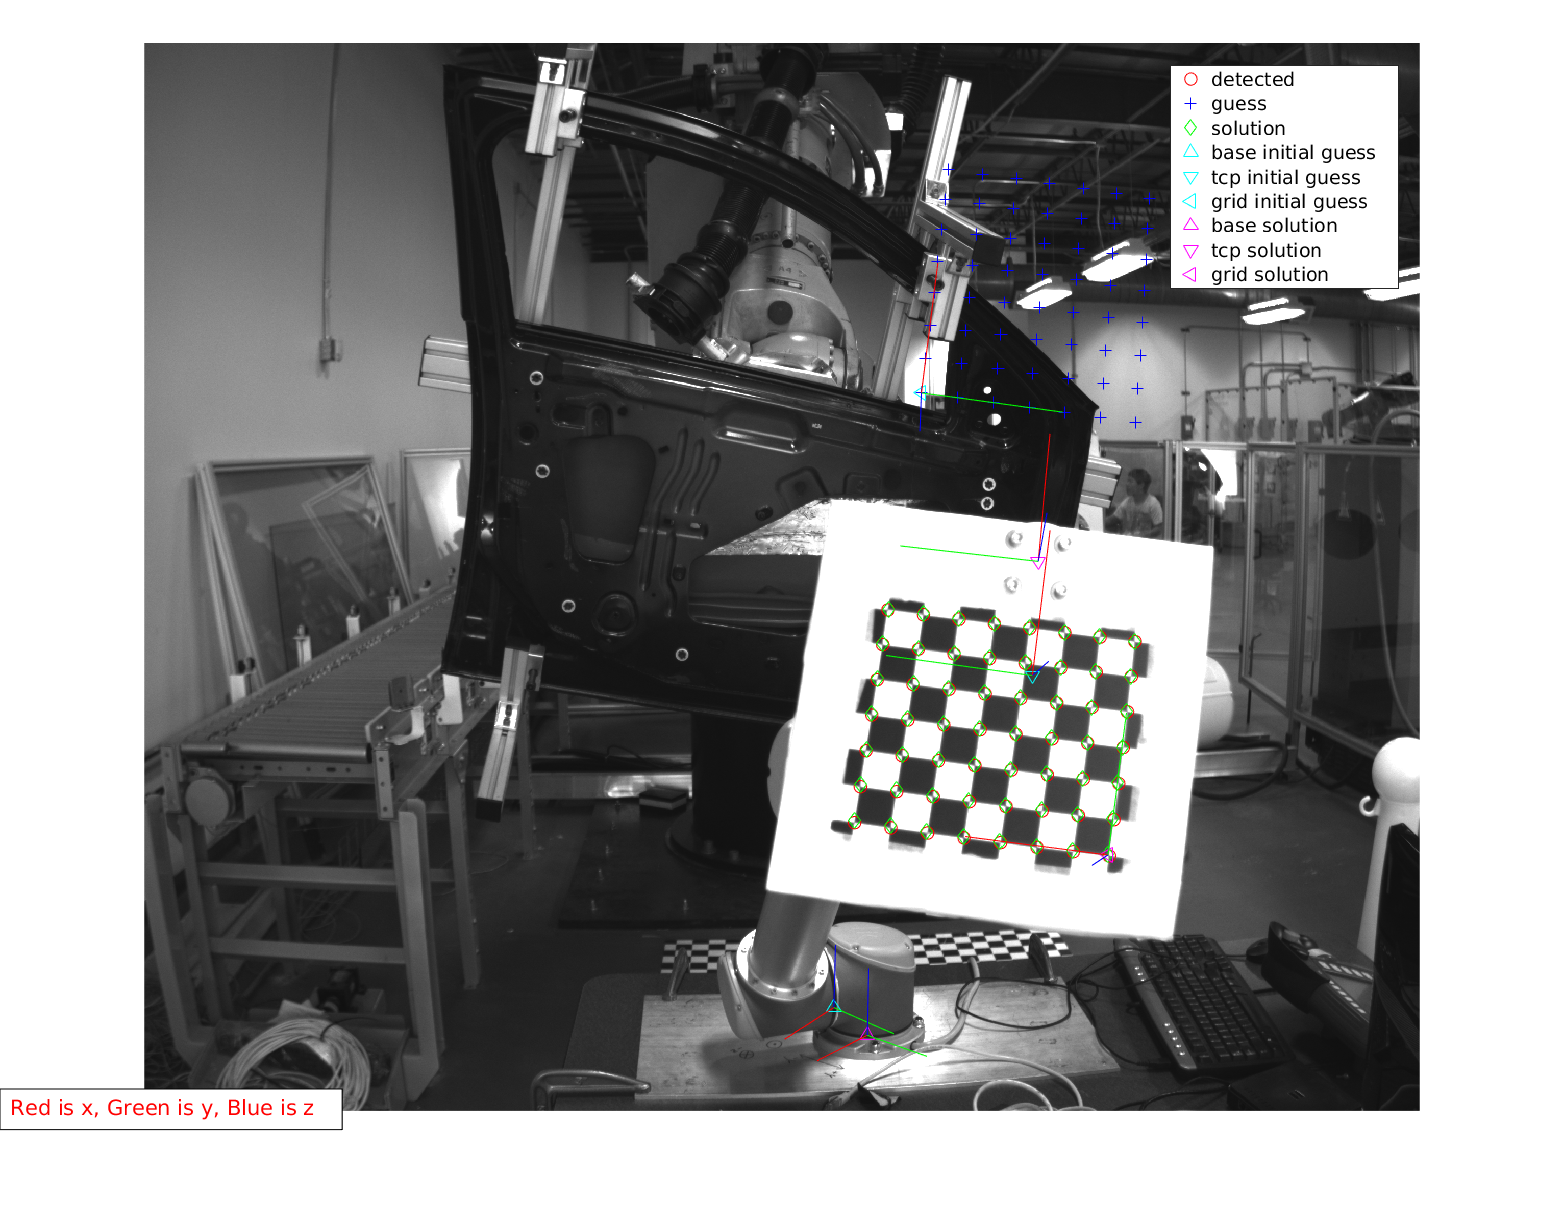 detected
guess
solution
base initial guess
tcp initial guess
grid initial guess
base solution
tcp solution
grid solution
Red is x, Green is y, Blue is z